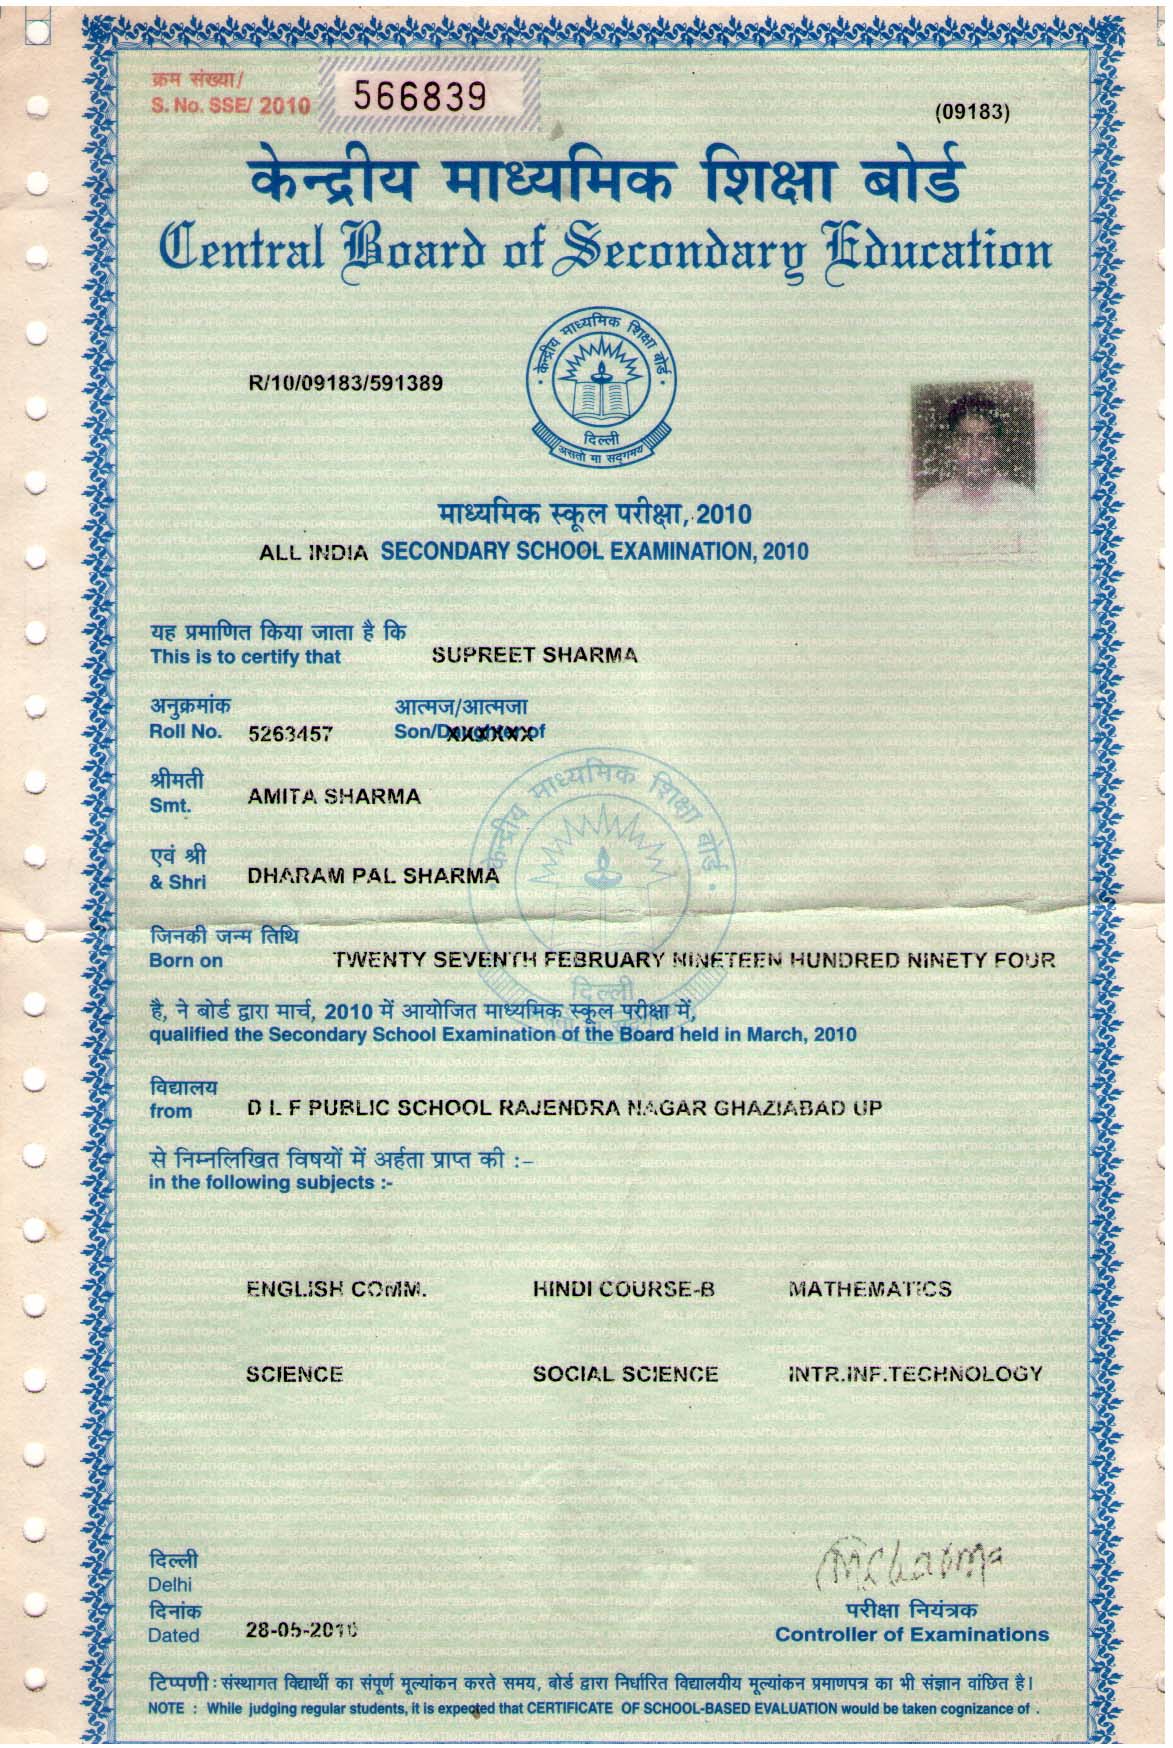 क्रम संख्या/
S. No. SSE/ 2010 566839
(09183)
केन्द्रीय माध्यमिक शिक्षा बोर्ड
Central Board of Secondary Education
केन्द्रीय माध्यमिक शिक्षा बोर्ड
दिल्ली
असतो मा सद्गमय
R/10/09183/591389
माध्यमिक स्कूल परीक्षा, 2010
ALL INDIA SECONDARY SCHOOL EXAMINATION, 2010
यह प्रमाणित किया जाता है कि
This is to certify that SUPREET SHARMA
अनुक्रमांक आत्मज/आत्मजा
Roll No. 5263457 Son/Daughter of
श्रीमती
Smt. AMITA SHARMA
एवं श्री
& Shri DHARAM PAL SHARMA
केन्द्रीय माध्यमिक शिक्षा बोर्ड
दिल्ली
जिनकी जन्म तिथि
Born on TWENTY SEVENTH FEBRUARY NINETEEN HUNDRED NINETY FOUR
है, ने बोर्ड द्वारा मार्च, 2010 में आयोजित माध्यमिक स्कूल परीक्षा में,
qualified the Secondary School Examination of the Board held in March, 2010
विद्यालय
from D L F PUBLIC SCHOOL RAJENDRA NAGAR GHAZIABAD UP
से निम्नलिखित विषयों में अर्हता प्राप्त की :–
in the following subjects :-
ENGLISH COMM. HINDI COURSE-B MATHEMATICS
SCIENCE SOCIAL SCIENCE INTR.INF.TECHNOLOGY
दिल्ली
Delhi
दिनांक
Dated 28-05-2010
परीक्षा नियंत्रक
Controller of Examinations
टिप्पणी : संस्थागत विद्यार्थी का संपूर्ण मूल्यांकन करते समय, बोर्ड द्वारा निर्धारित विद्यालयीय मूल्यांकन प्रमाणपत्र का भी संज्ञान वांछित है।
NOTE : While judging regular students, it is expected that CERTIFICATE OF SCHOOL-BASED EVALUATION would be taken cognizance of .